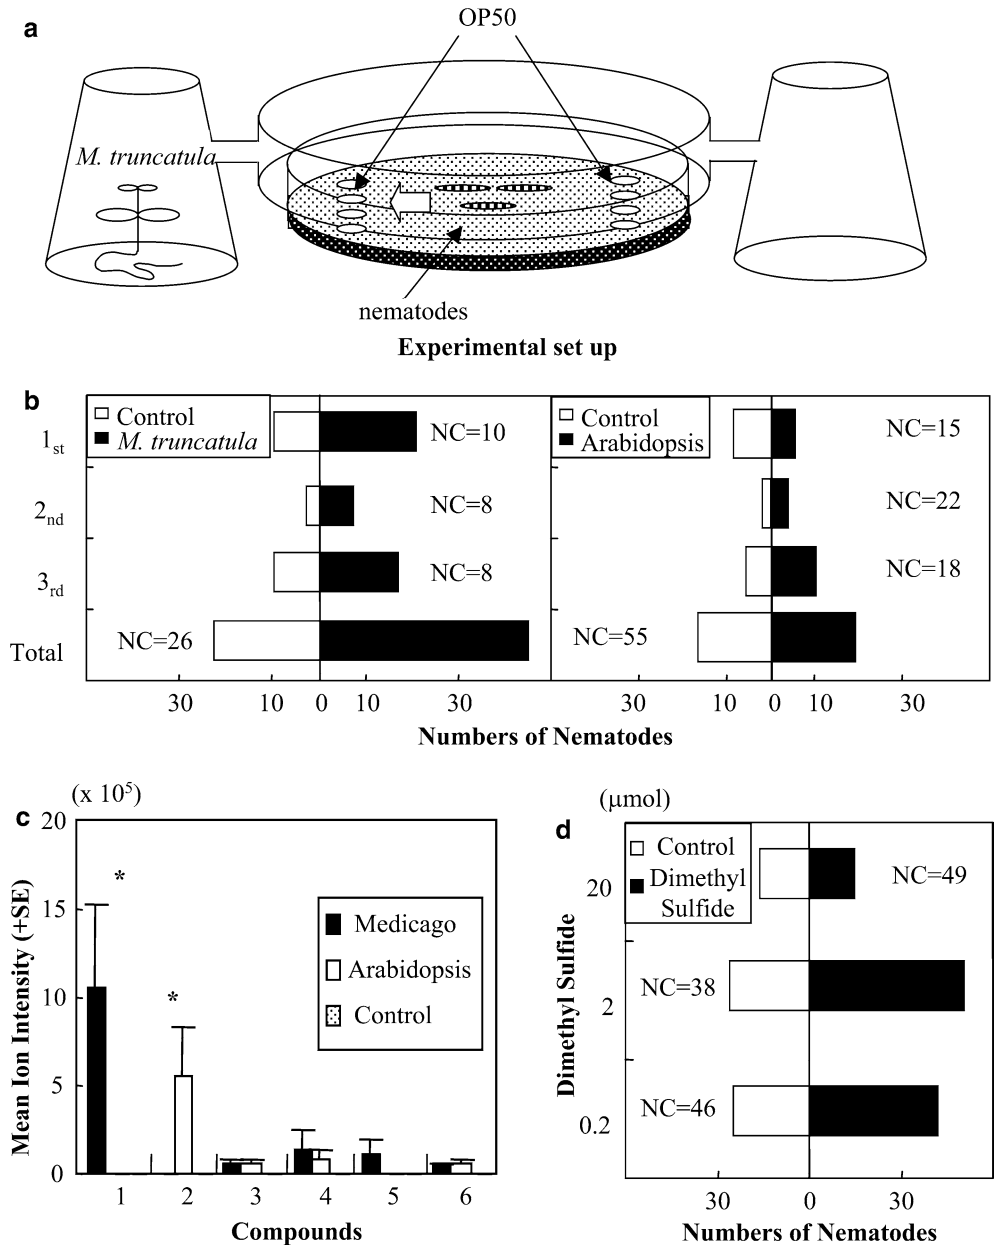 a
OP50
M. truncatula
nematodes
Experimental set up
b
Control
M. truncatula
1st
NC=10
2nd
NC=8
3rd
NC=8
Total
NC=26
30 10 0 10 30
Control
Arabidopsis
NC=15
NC=22
NC=18
NC=55
30 10 0 10 30
Numbers of Nematodes
c
(x 10⁵)
Mean Ion Intensity (+SE)
20
15
10
5
0
*
*
Medicago
Arabidopsis
Control
1 2 3 4 5 6
Compounds
d
(μmol)
Dimethyl Sulfide
Control
Dimethyl
Sulfide
20
NC=49
2
NC=38
0.2
NC=46
30 0 30
Numbers of Nematodes